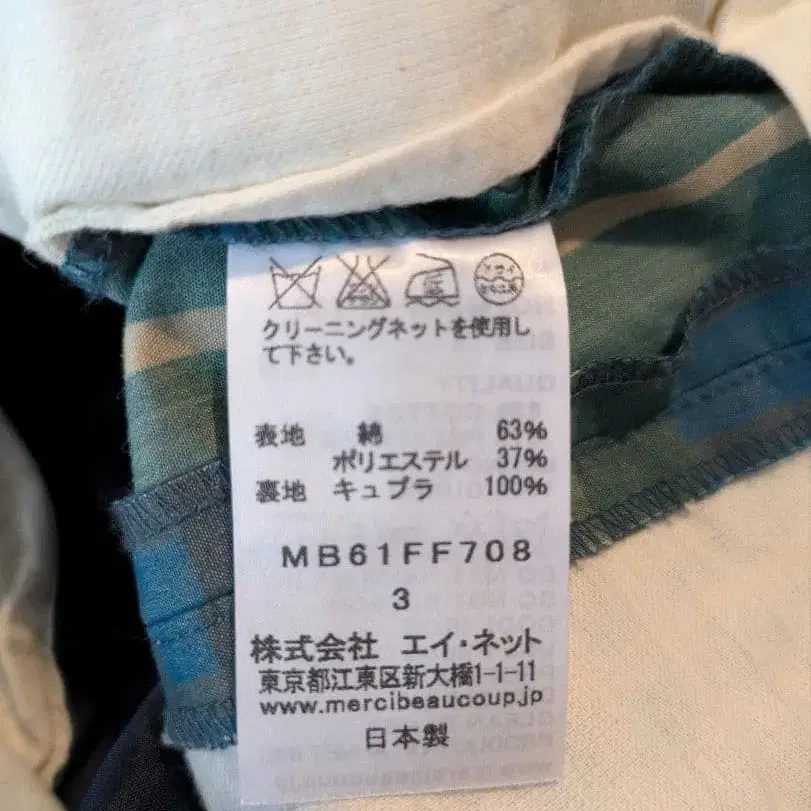 クリーニングネットを使用し
て下さい。
表地 綿 63%
ポリエステル 37%
裏地 キュプラ 100%
MB61FF708
3
株式会社 エイ・ネット
東京都江東区新大橋1-1-11
www.mercibeaucoup.jp
日本製